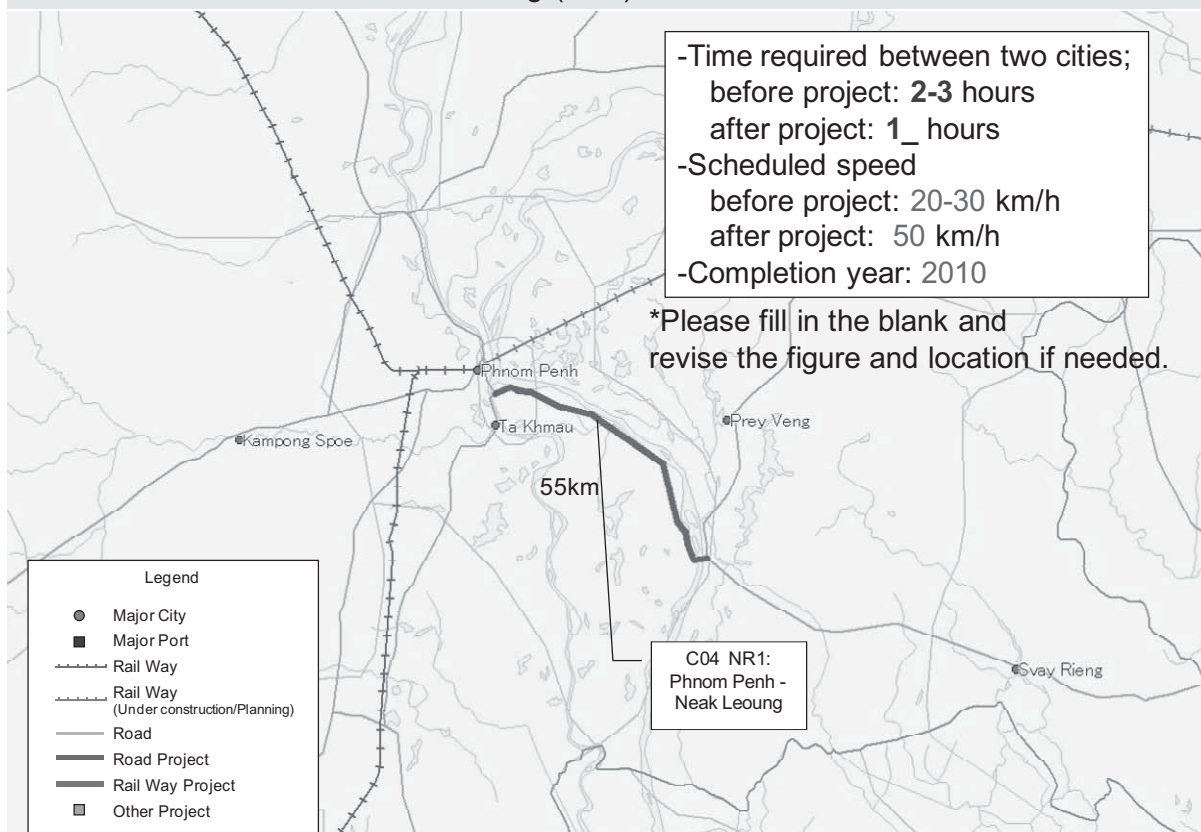 -Time required between two cities;
before project: 2-3 hours
after project: 1_ hours
-Scheduled speed
before project: 20-30 km/h
after project: 50 km/h
-Completion year: 2010
*Please fill in the blank and
revise the figure and location if needed.
Phnom Penh
Ta Khmau
Prey Veng
Kampong Spoe
55km
C04 NR1:
Phnom Penh -
Neak Leoung
Svay Rieng
Legend
Major City
Major Port
Rail Way
Rail Way
(Under construction/Planning)
Road
Road Project
Rail Way Project
Other Project